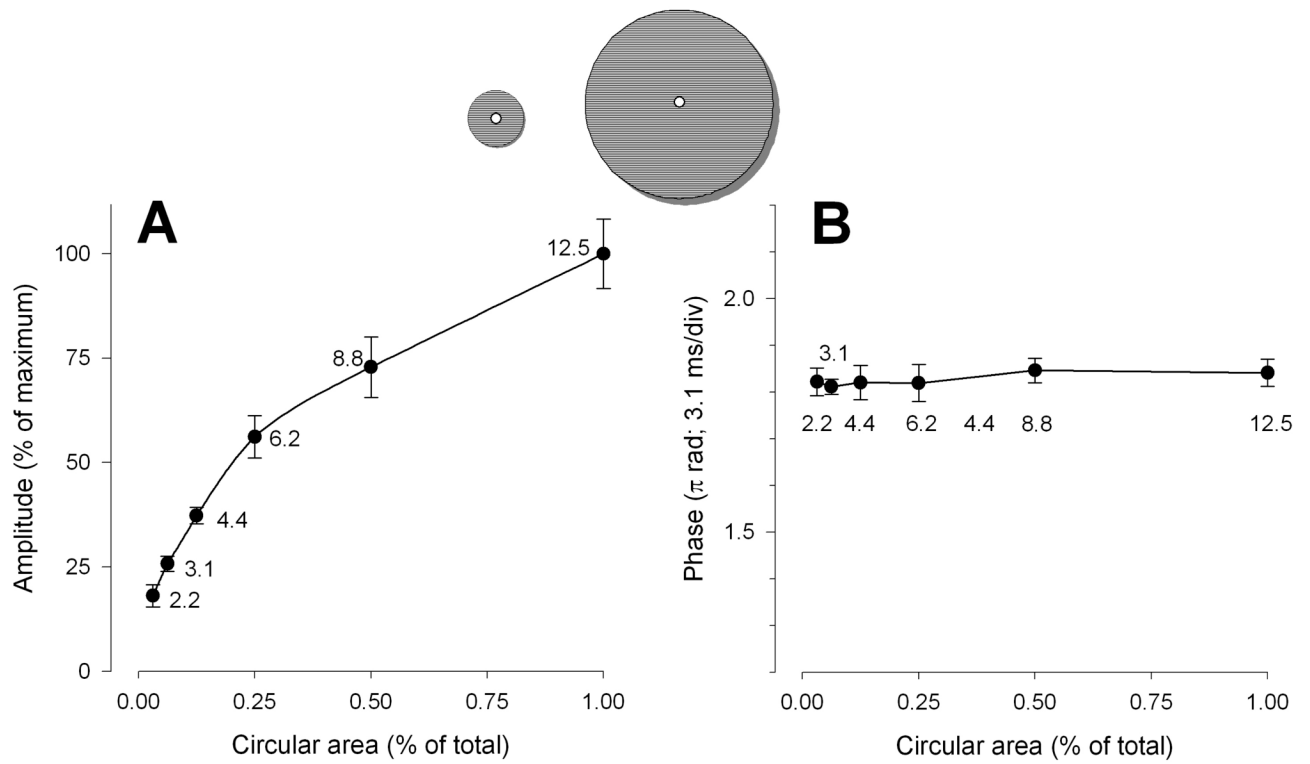 A
Amplitude (% of maximum)
100
75
50
25
0
12.5
8.8
6.2
4.4
3.1
2.2
0.00 0.25 0.50 0.75 1.00
Circular area (% of total)
B
Phase (π rad; 3.1 ms/div)
2.0
1.5
3.1
2.2 4.4 6.2 4.4 8.8 12.5
0.00 0.25 0.50 0.75 1.00
Circular area (% of total)